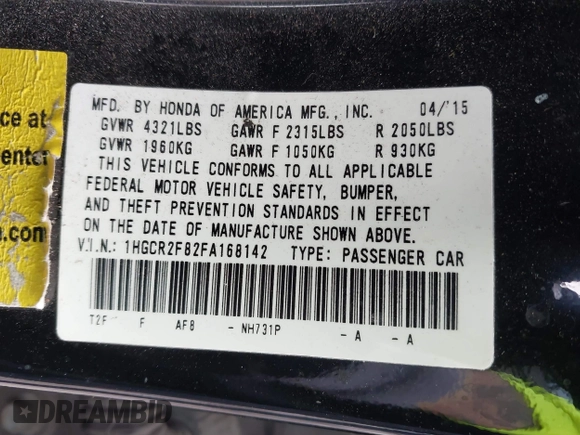 MFD. BY HONDA OF AMERICA MFG., INC. 04/'15
GVWR 4321LBS GAWR F 2315LBS R 2050LBS
GVWR 1960KG GAWR F 1050KG R 930KG
THIS VEHICLE CONFORMS TO ALL APPLICABLE
FEDERAL MOTOR VEHICLE SAFETY, BUMPER,
AND THEFT PREVENTION STANDARDS IN EFFECT
ON THE DATE OF MANUFACTURE SHOWN ABOVE.
V.I.N.: 1HGCR2F82FA168142 TYPE: PASSENGER CAR
T2F F AF8 - NH731P - A - A
ce at
enter
.com
DREAMBID